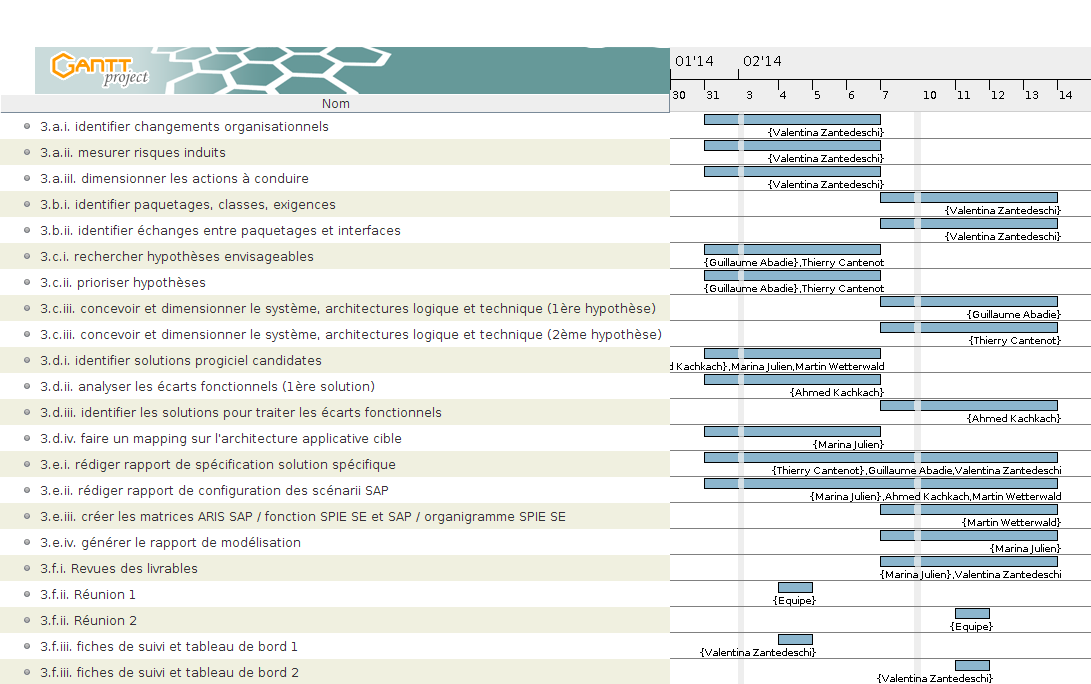 GANTT
project
01'14 02'14
30 31 3 4 5 6 7 10 11 12 13 14
Nom
3.a.i. identifier changements organisationnels
{Valentina Zantedeschi}
3.a.ii. mesurer risques induits
{Valentina Zantedeschi}
3.a.iil. dimensionner les actions à conduire
{Valentina Zantedeschi}
3.b.i. identifier paquetages, classes, exigences
{Valentina Zantedeschi}
3.b.ii. identifier échanges entre paquetages et interfaces
{Valentina Zantedeschi}
3.c.i. rechercher hypothèses envisageables
{Guillaume Abadie},Thierry Cantenot
3.c.ii. prioriser hypothèses
{Guillaume Abadie},Thierry Cantenot
3.c.iii. concevoir et dimensionner le système, architectures logique et technique (1ère hypothèse)
{Guillaume Abadie}
3.c.iii. concevoir et dimensionner le système, architectures logique et technique (2ème hypothèse)
{Thierry Cantenot}
3.d.i. identifier solutions progiciel candidates
d Kachkach},Marina Julien,Martin Wetterwald
3.d.ii. analyser les écarts fonctionnels (1ère solution)
{Ahmed Kachkach}
3.d.iii. identifier les solutions pour traiter les écarts fonctionnels
{Ahmed Kachkach}
3.d.iv. faire un mapping sur l'architecture applicative cible
{Marina Julien}
3.e.i. rédiger rapport de spécification solution spécifique
{Thierry Cantenot},Guillaume Abadie,Valentina Zantedeschi
3.e.ii. rédiger rapport de configuration des scénarii SAP
{Marina Julien},Ahmed Kachkach,Martin Wetterwald
3.e.iii. créer les matrices ARIS SAP / fonction SPIE SE et SAP / organigramme SPIE SE
{Martin Wetterwald}
3.e.iv. générer le rapport de modélisation
{Marina Julien}
3.f.i. Revues des livrables
{Marina Julien},Valentina Zantedeschi
3.f.ii. Réunion 1
{Equipe}
3.f.ii. Réunion 2
{Equipe}
3.f.iii. fiches de suivi et tableau de bord 1
{Valentina Zantedeschi}
3.f.iii. fiches de suivi et tableau de bord 2
{Valentina Zantedeschi}